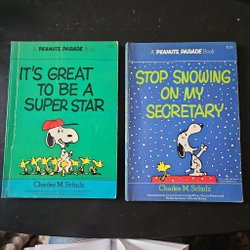 A PEANUTS PARADE Book
IT'S GREAT
TO BE A
SUPER STAR
Charles M. Schulz
A PEANUTS PARADE Book
STOP SNOWING
ON MY
SECRETARY
Charles M. Schulz